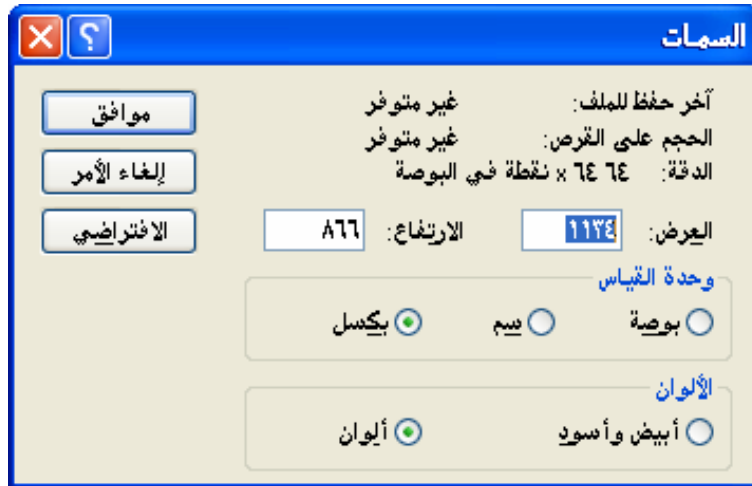 السمات
آخر حفظ للملف: غير متوفر
الحجم على القرص: غير متوفر
الدقة: ٦٤ x ٦٤ نقطة في البوصة
العرض: ١١٣٤ الارتفاع: ٨٦٦
وحدة القياس
بوصة سم بكسل
الألوان
أبيض وأسود ألوان
موافق
إلغاء الأمر
الافتراضي